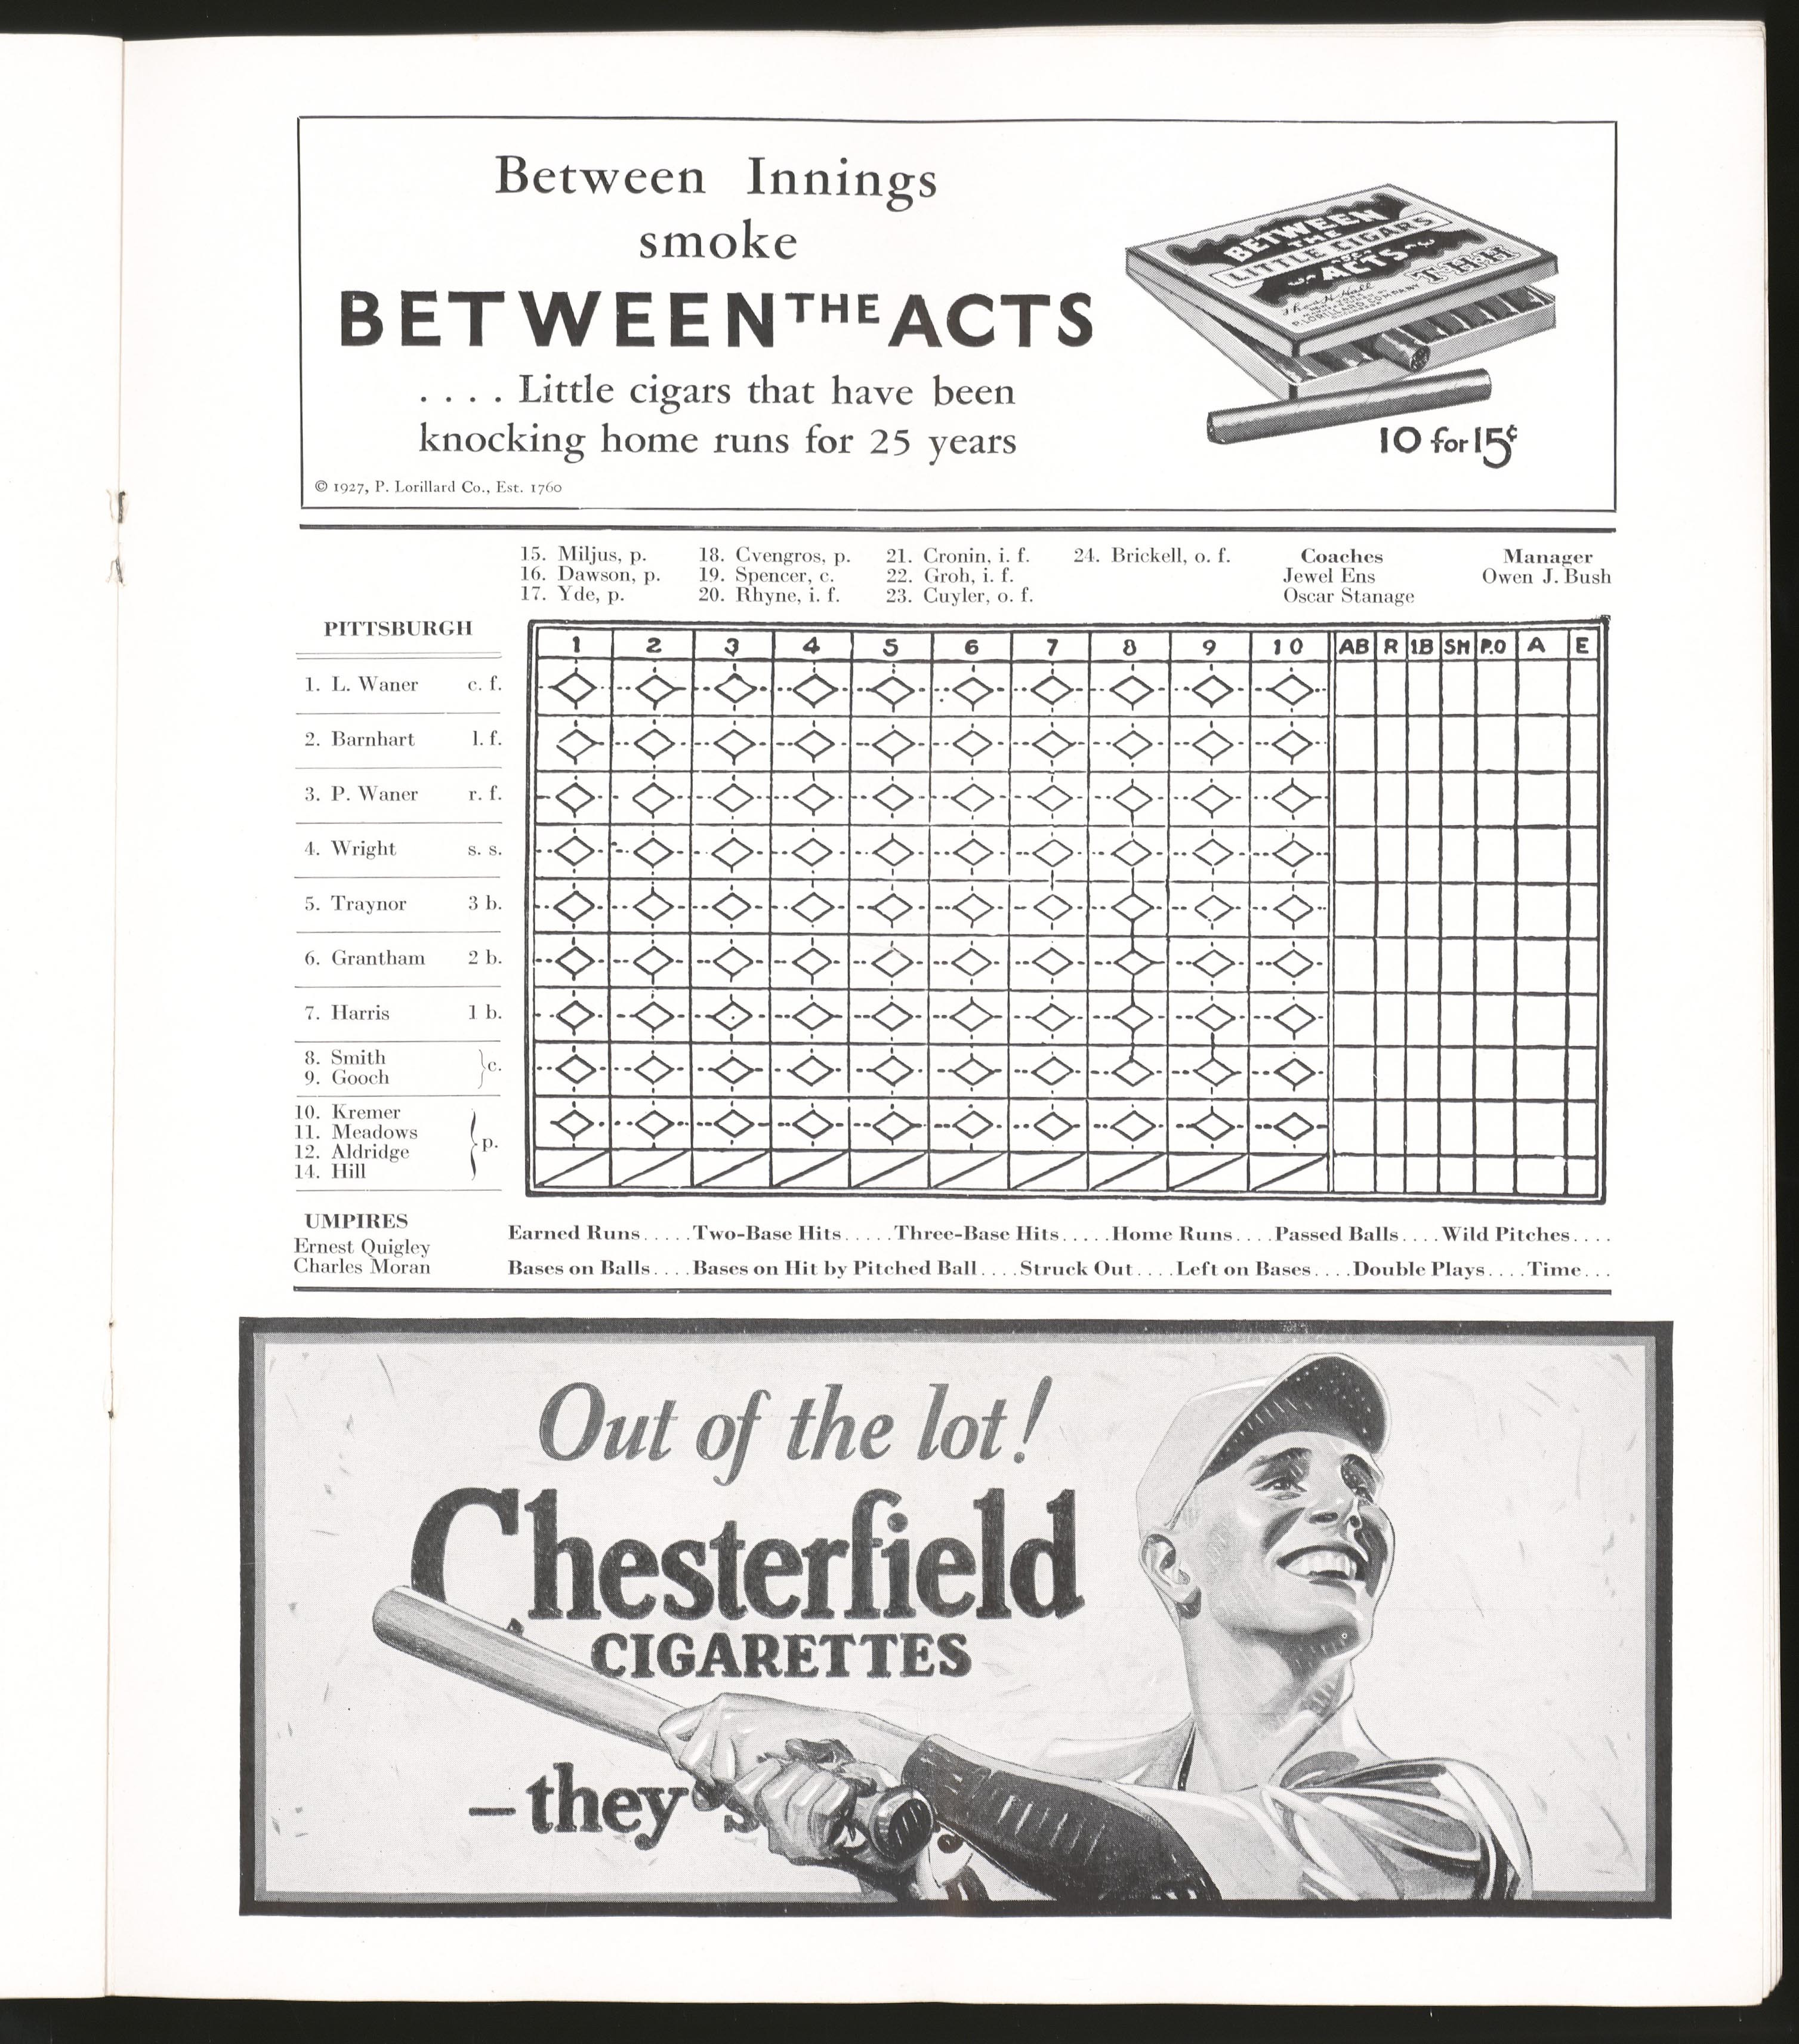 Between Innings
smoke
BETWEEN THE ACTS
. . . . Little cigars that have been
knocking home runs for 25 years
© 1927, P. Lorillard Co., Est. 1760
BETWEEN
THE
LITTLE CIGARS
ACTS
T·H·H
P. LORILLARD COMPANY
10 for 15¢
15. Miljus, p. 18. Cvengros, p. 21. Cronin, i. f. 24. Brickell, o. f. Coaches Manager
16. Dawson, p. 19. Spencer, c. 22. Groh, i. f. Jewel Ens Owen J. Bush
17. Yde, p. 20. Rhyne, i. f. 23. Cuyler, o. f. Oscar Stanage
PITTSBURGH
1 2 3 4 5 6 7 8 9 10 AB R 1B SH P.O A E
1. L. Waner c. f.
2. Barnhart l. f.
3. P. Waner r. f.
4. Wright s. s.
5. Traynor 3 b.
6. Grantham 2 b.
7. Harris 1 b.
8. Smith
9. Gooch
c.
10. Kremer
11. Meadows
12. Aldridge
14. Hill
p.
UMPIRES
Ernest Quigley
Charles Moran
Earned Runs.....Two-Base Hits.....Three-Base Hits.....Home Runs....Passed Balls....Wild Pitches....
Bases on Balls....Bases on Hit by Pitched Ball....Struck Out....Left on Bases....Double Plays....Time...
Out of the lot!
Chesterfield
CIGARETTES
– they